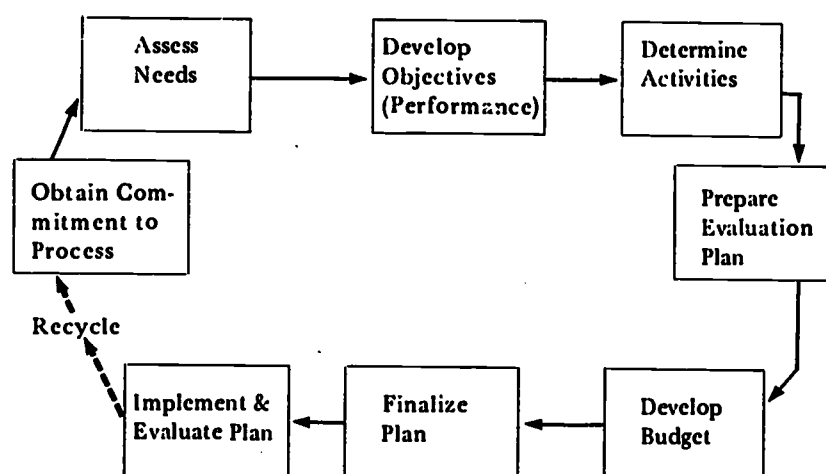 Assess
Needs
Develop
Objectives
(Performance)
Determine
Activities
Obtain Com-
mitment to
Process
Prepare
Evaluation
Plan
Recycle
Implement &
Evaluate Plan
Finalize
Plan
Develop
Budget